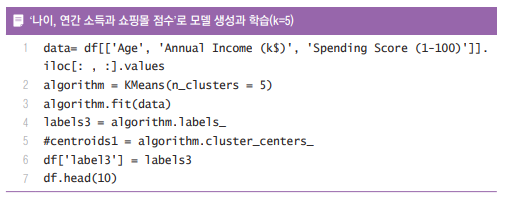 '나이, 연간 소득과 쇼핑몰 점수'로 모델 생성과 학습(k=5)
1 data= df[['Age', 'Annual Income (k$)', 'Spending Score (1-100)']].
iloc[: , :].values
2 algorithm = KMeans(n_clusters = 5)
3 algorithm.fit(data)
4 labels3 = algorithm.labels_
5 #centroids1 = algorithm.cluster_centers_
6 df['label3'] = labels3
7 df.head(10)